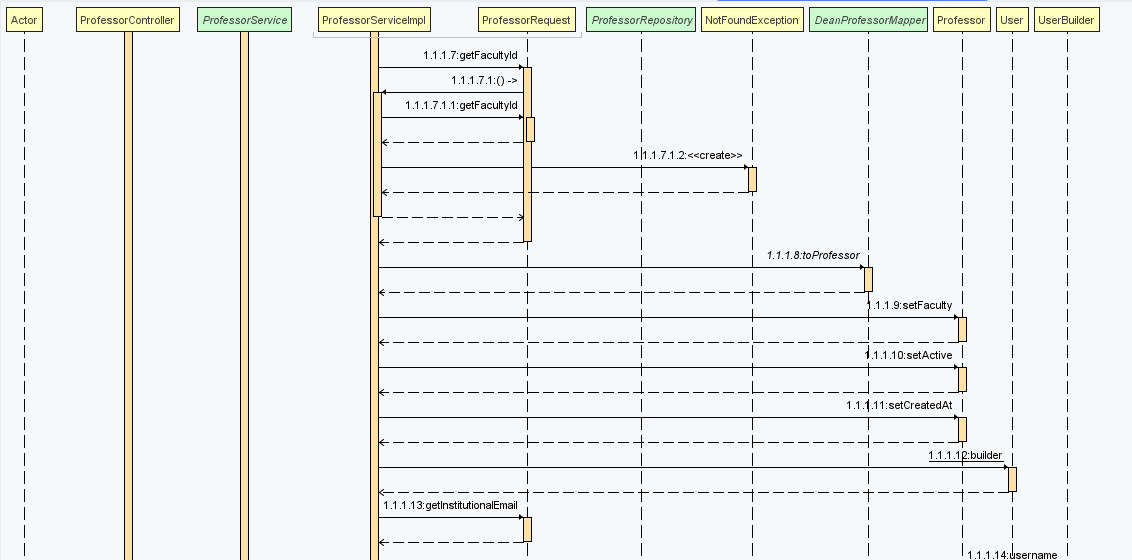 Actor ProfessorController ProfessorService ProfessorServiceImpl ProfessorRequest ProfessorRepository NotFoundException DeanProfessorMapper Professor User UserBuilder
1.1.1.7:getFacultyId
1.1.1.7.1:() ->
1.1.1.7.1.1:getFacultyId
1.1.1.7.1.2:<<create>>
1.1.1.8:toProfessor
1.1.1.9:setFaculty
1.1.1.10:setActive
1.1.1.11:setCreatedAt
1.1.1.12:builder
1.1.1.13:getInstitutionalEmail
1.1.1.14:username